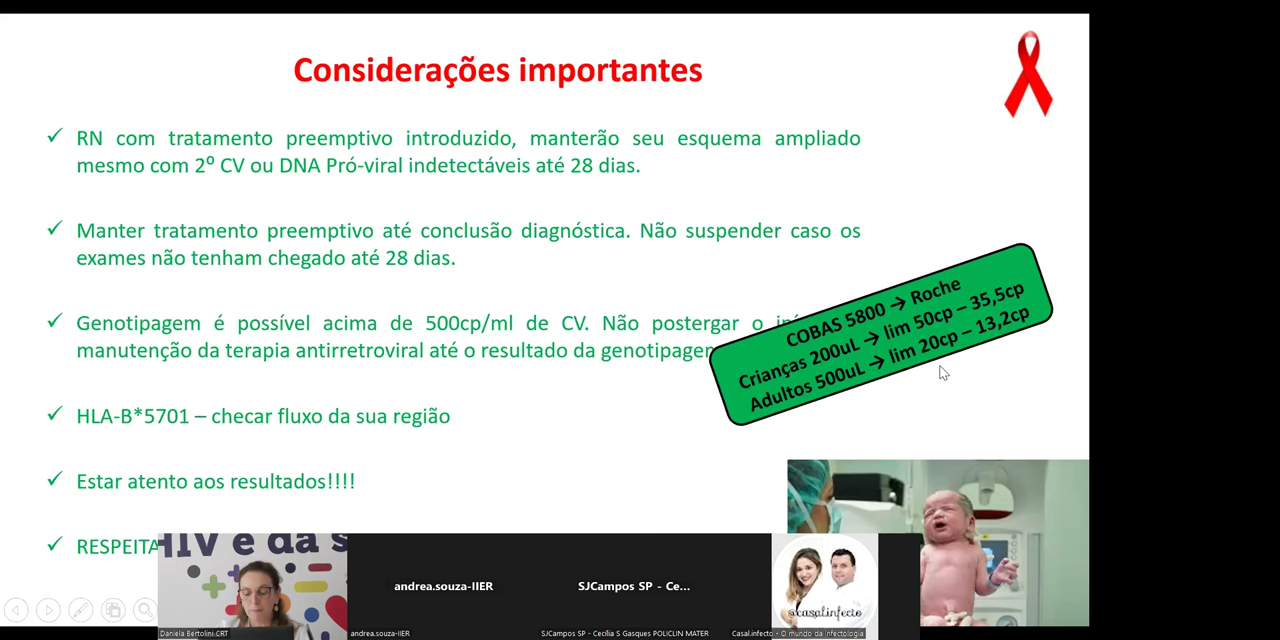 Considerações importantes
✓ RN com tratamento preemptivo introduzido, manterão seu esquema ampliado
mesmo com 2º CV ou DNA Pró-viral indetectáveis até 28 dias.
✓ Manter tratamento preemptivo até conclusão diagnóstica. Não suspender caso os
exames não tenham chegado até 28 dias.
✓ Genotipagem é possível acima de 500cp/ml de CV. Não postergar o
manutenção da terapia antirretroviral até o resultado da
COBAS 5800 → Roche
Crianças 200uL → lim 50cp – 35,5cp
Adultos 500uL → lim 20cp – 13,2cp
✓ HLA-B*5701 – checar fluxo da sua região
✓ Estar atento aos resultados!!!!
✓
HIV e da s
andrea.souza-IIER
SJCampos SP - Ce...
@casal.infecto
Daniela Bertolini.CRT
andrea.souza-IIER
SJCampos SP - Cecília S Gasques POLICLIN MATER
Casal.infecto - O mundo da infectologia